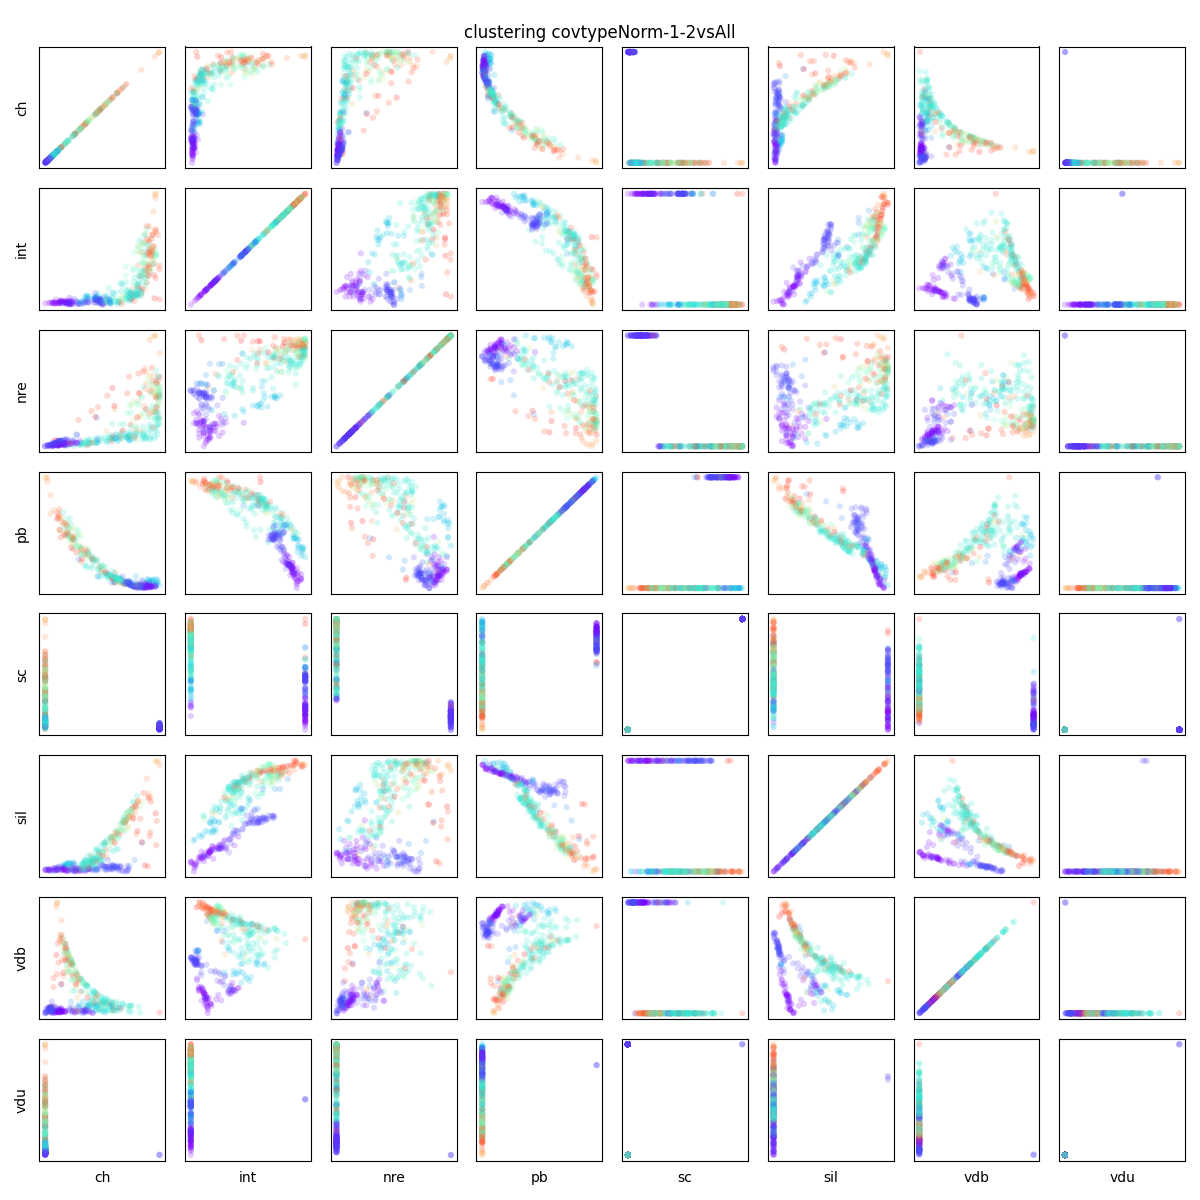 clustering covtypeNorm-1-2vsAll
ch
int
nre
pb
sc
sil
vdb
vdu
ch int nre pb sc sil vdb vdu